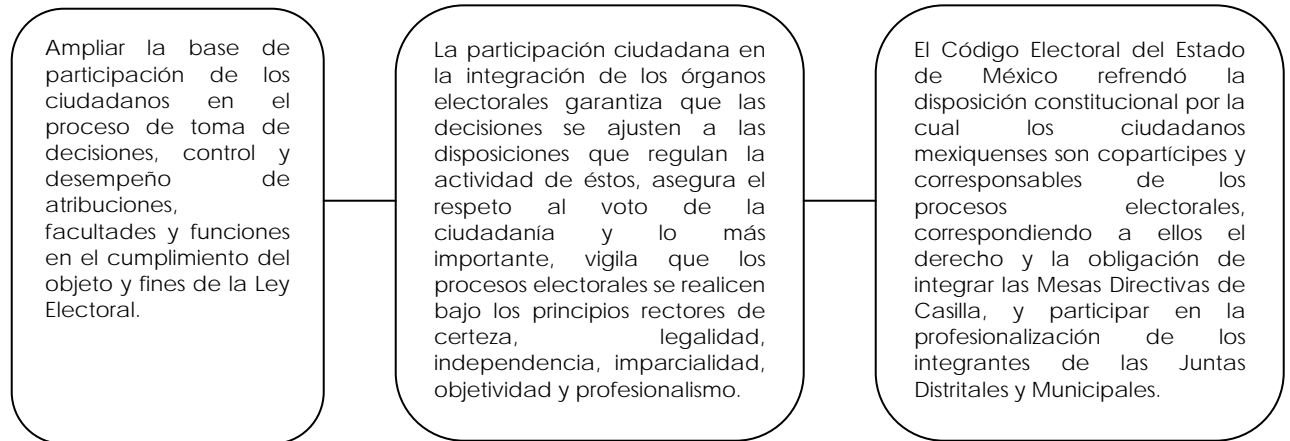 Ampliar la base de
participación de los
ciudadanos en el
proceso de toma de
decisiones, control y
desempeño de
atribuciones,
facultades y funciones
en el cumplimiento del
objeto y fines de la Ley
Electoral.
La participación ciudadana en
la integración de los órganos
electorales garantiza que las
decisiones se ajusten a las
disposiciones que regulan la
actividad de éstos, asegura el
respeto al voto de la
ciudadanía y lo más
importante, vigila que los
procesos electorales se realicen
bajo los principios rectores de
certeza, legalidad,
independencia, imparcialidad,
objetividad y profesionalismo.
El Código Electoral del Estado
de México refrendó la
disposición constitucional por la
cual los ciudadanos
mexiquenses son copartícipes y
corresponsables de los
procesos electorales,
correspondiendo a ellos el
derecho y la obligación de
integrar las Mesas Directivas de
Casilla, y participar en la
profesionalización de los
integrantes de las Juntas
Distritales y Municipales.